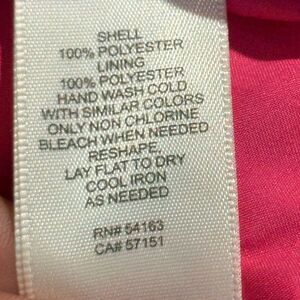 SHELL
100% POLYESTER
LINING
100% POLYESTER
HAND WASH COLD
WITH SIMILAR COLORS
ONLY NON CHLORINE
BLEACH WHEN NEEDED
RESHAPE,
LAY FLAT TO DRY
COOL IRON
AS NEEDED
RN# 54163
CA# 57151